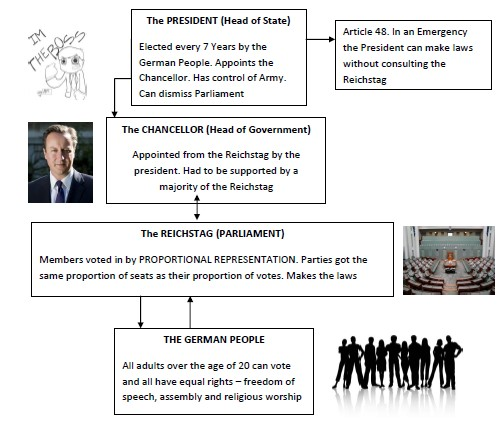 IM
THE BOSS
The PRESIDENT (Head of State)
Elected every 7 Years by the
German People. Appoints the
Chancellor. Has control of Army.
Can dismiss Parliament
Article 48. In an Emergency
the President can make laws
without consulting the
Reichstag
The CHANCELLOR (Head of Government)
Appointed from the Reichstag by the
president. Had to be supported by a
majority of the Reichstag
The REICHSTAG (PARLIAMENT)
Members voted in by PROPORTIONAL REPRESENTATION. Parties got the
same proportion of seats as their proportion of votes. Makes the laws
THE GERMAN PEOPLE
All adults over the age of 20 can vote
and all have equal rights – freedom of
speech, assembly and religious worship